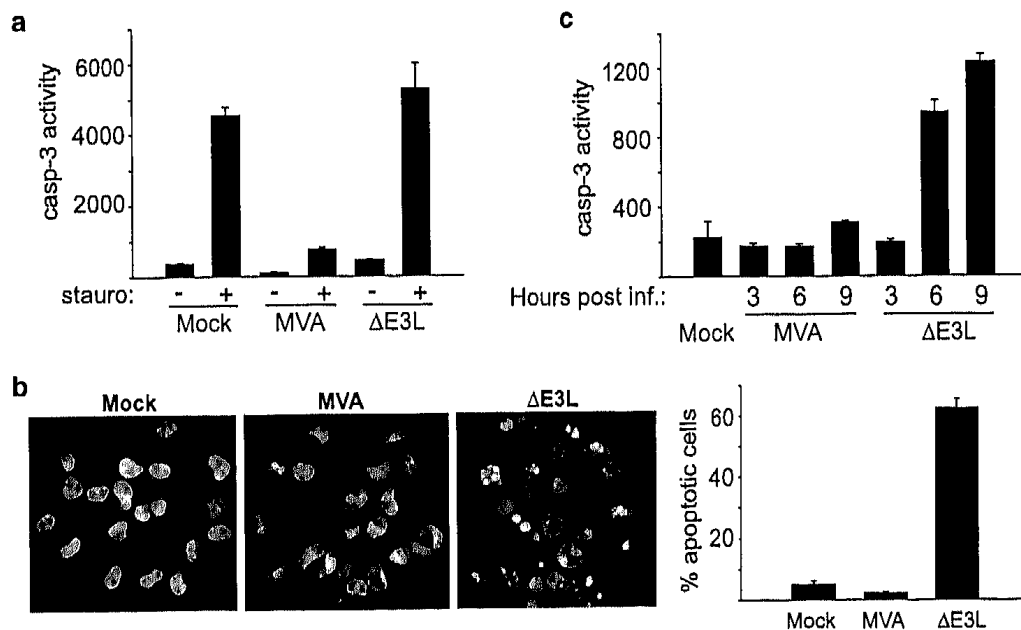 a
6000
4000
2000
casp-3 activity
stauro: - + - + - +
Mock MVA ΔE3L
c
1200
800
400
casp-3 activity
Hours post inf.: 3 6 9 3 6 9
Mock MVA ΔE3L
b
Mock MVA ΔE3L
60
40
20
% apoptotic cells
Mock MVA ΔE3L